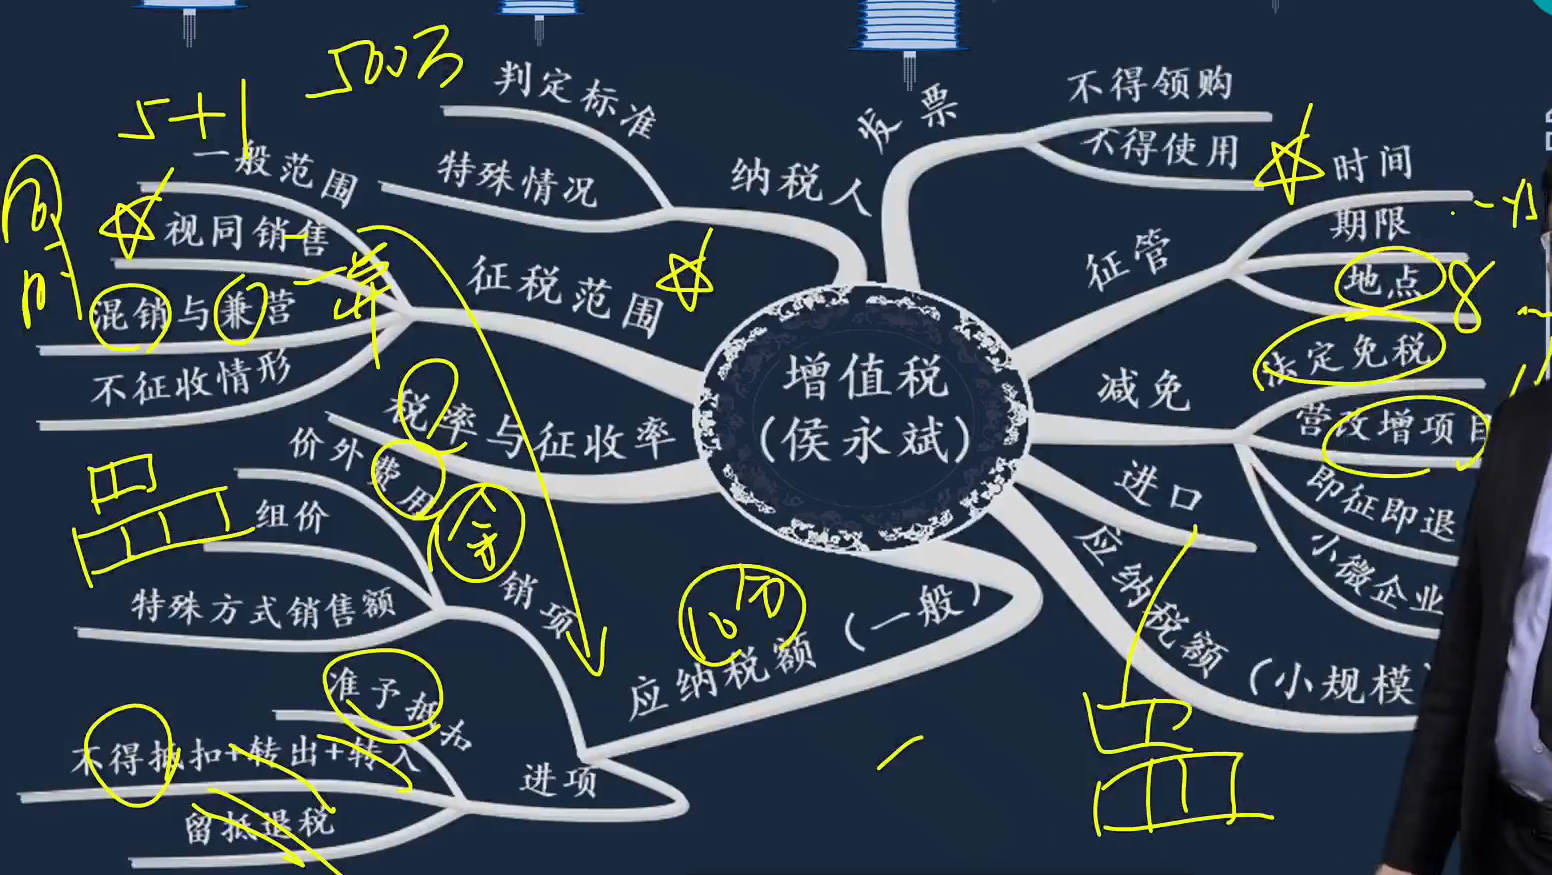 500万
5+1
判定标准
特殊情况
纳税人
发票
不得领购
不得使用
一般范围
视同销售
混销与兼营
不征收情形
征税范围
时间
期限
地点
8
征管
增值税
(侯永斌)
税率与征收率
减免
法定免税
营改增项目
即征即退
小微企业
价外费用
组价
特殊方式销售额
销项
进口
应纳税额（小规模
应纳税额（一般）
10分
准予抵扣
不得抵扣+转出+转入
留抵退税
进项